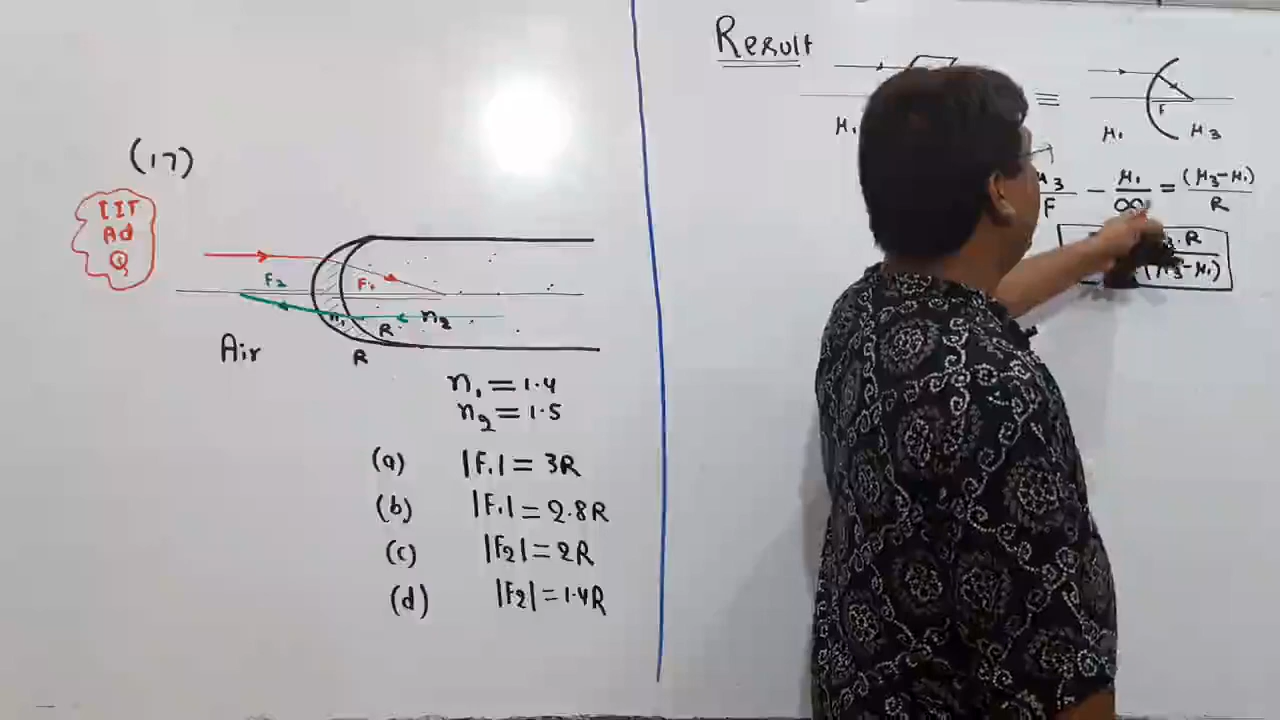 (17)
IIT
Ad
Q
F₂
F₁
n₁
R
n₂
R
Air
n₁ = 1.4
n₂ = 1.5
(a) |F₁| = 3R
(b) |F₁| = 2.8R
(c) |F₂| = 2R
(d) |F₂| = 1.4R
Result
μ₁
≡
F
μ₁ μ₃
μ₃/F − μ₁/∞ = (μ₃−μ₁)/R
R
(μ₃−μ₁)